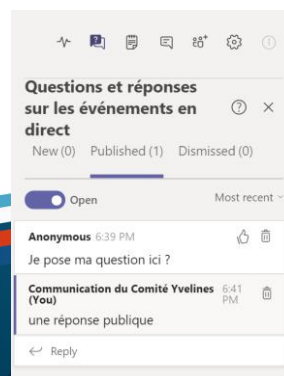 Questions et réponses
sur les événements en
direct
New (0) Published (1) Dismissed (0)
Open Most recent
Anonymous 6:39 PM
Je pose ma question ici ?
Communication du Comité Yvelines 6:41
(You) PM
une réponse publique
Reply